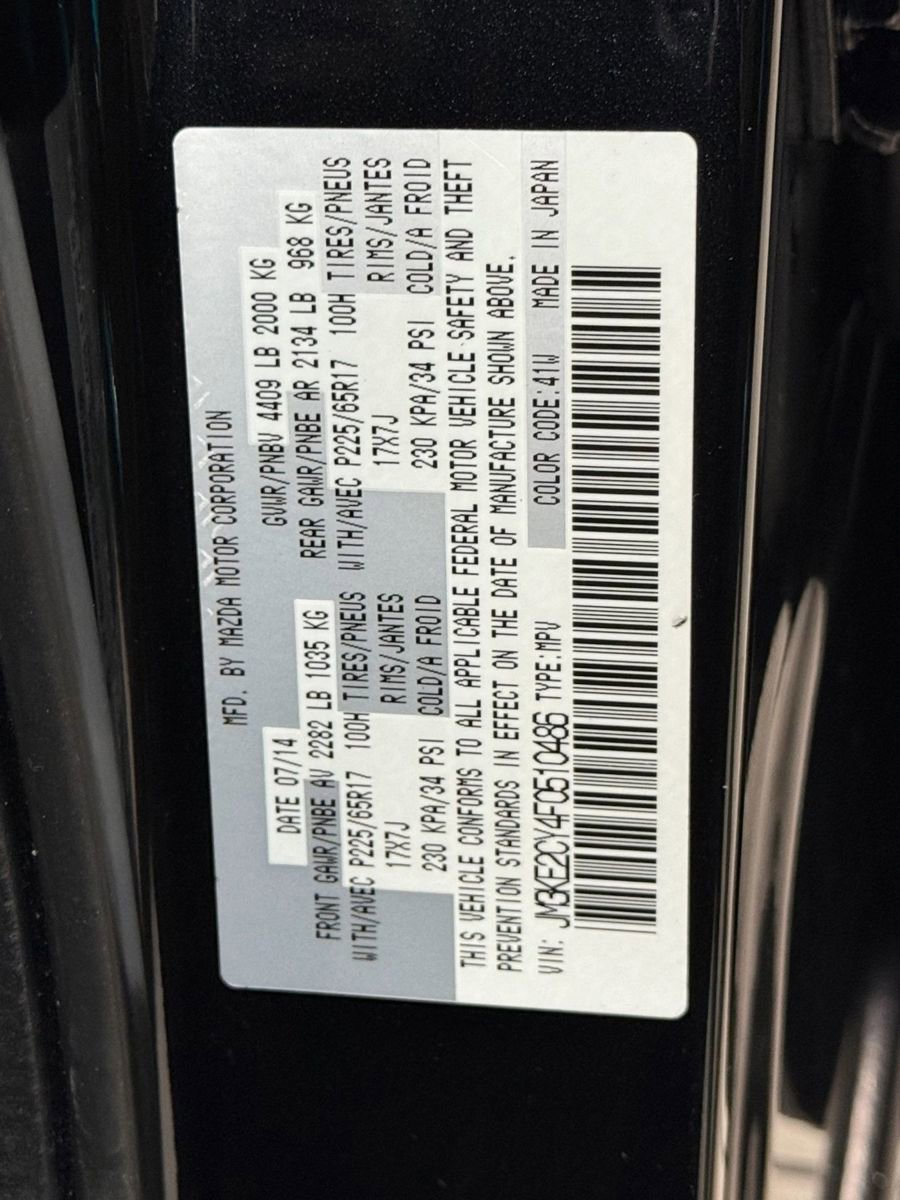 MFD. BY MAZDA MOTOR CORPORATION
DATE 07/14 GVWR/PNBV 4409 LB 2000 KG
FRONT GAWR/PNBE AV 2282 LB 1035 KG REAR GAWR/PNBE AR 2134 LB 968 KG
WITH/AVEC P225/65R17 100H TIRES/PNEUS WITH/AVEC P225/65R17 100H TIRES/PNEUS
17X7J RIMS/JANTES 17X7J RIMS/JANTES
230 KPA/34 PSI COLD/A FROID 230 KPA/34 PSI COLD/A FROID
THIS VEHICLE CONFORMS TO ALL APPLICABLE FEDERAL MOTOR VEHICLE SAFETY AND THEFT
PREVENTION STANDARDS IN EFFECT ON THE DATE OF MANUFACTURE SHOWN ABOVE.
VIN: JM3KE2CY4F0510486 TYPE:MPV COLOR CODE:41W MADE IN JAPAN